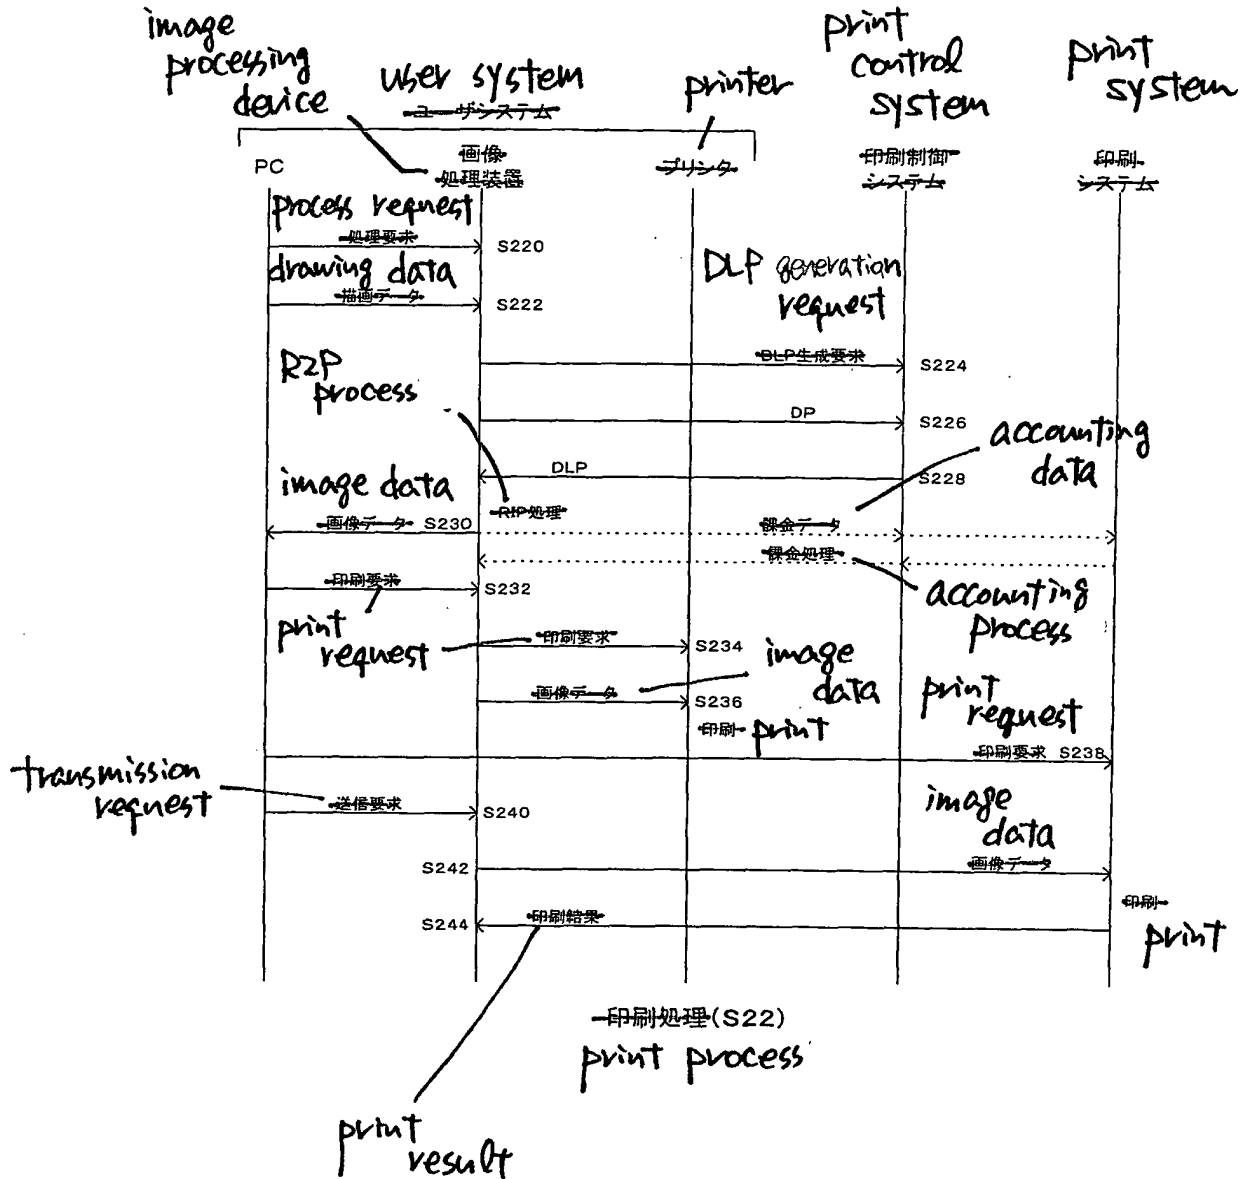 image
processing
device
user system
ユーザシステム
printer
print
control
system
print
system
PC
画像
処理装置
プリンタ
印刷制御
システム
印刷
システム
process request
処理要求
S220
drawing data
描画データ
S222
DLP generation
request
DLP生成要求
S224
R2P
process
DP
S226
accounting
data
DLP
S228
image data
RIP処理
画像データ S230
課金データ
課金処理
印刷要求
S232
accounting
process
print
request
印刷要求
S234
image
data
画像データ
S236
print
request
印刷
print
印刷要求 S238
transmission
request
送信要求
S240
image
data
S242
画像データ
印刷
print
S244
印刷結果
印刷処理(S22)
print process
print
result